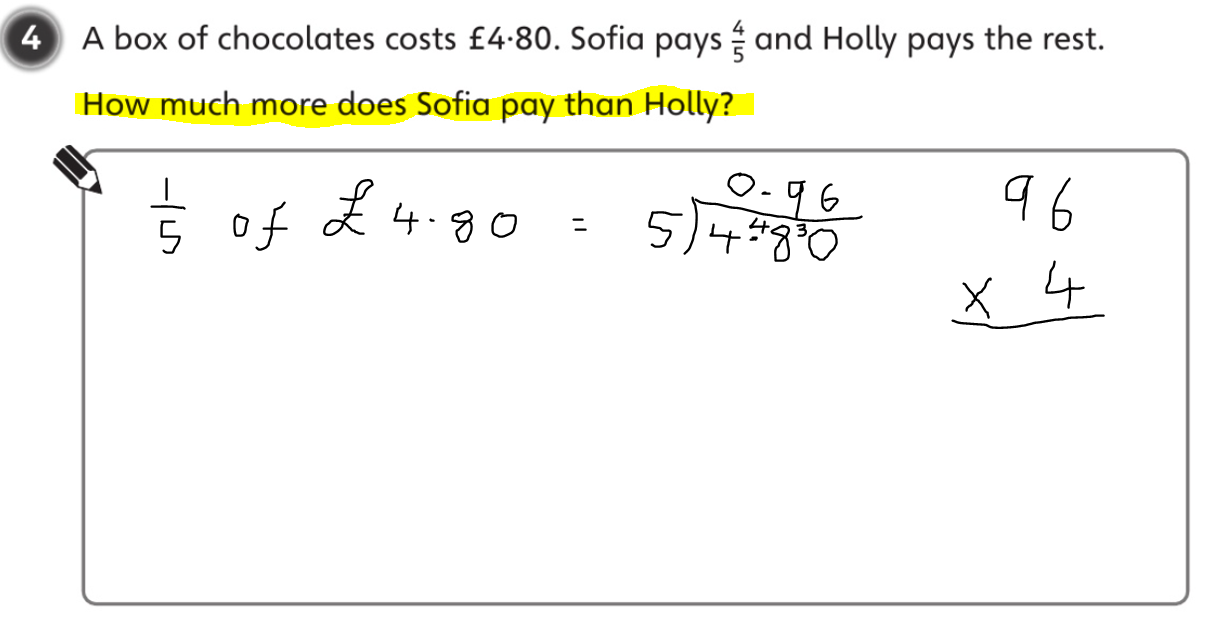 4 A box of chocolates costs £4·80. Sofia pays 4/5 and Holly pays the rest.
How much more does Sofia pay than Holly?
1/5 of £4.80 = 5)4.⁴8³0 0.96
96
x 4